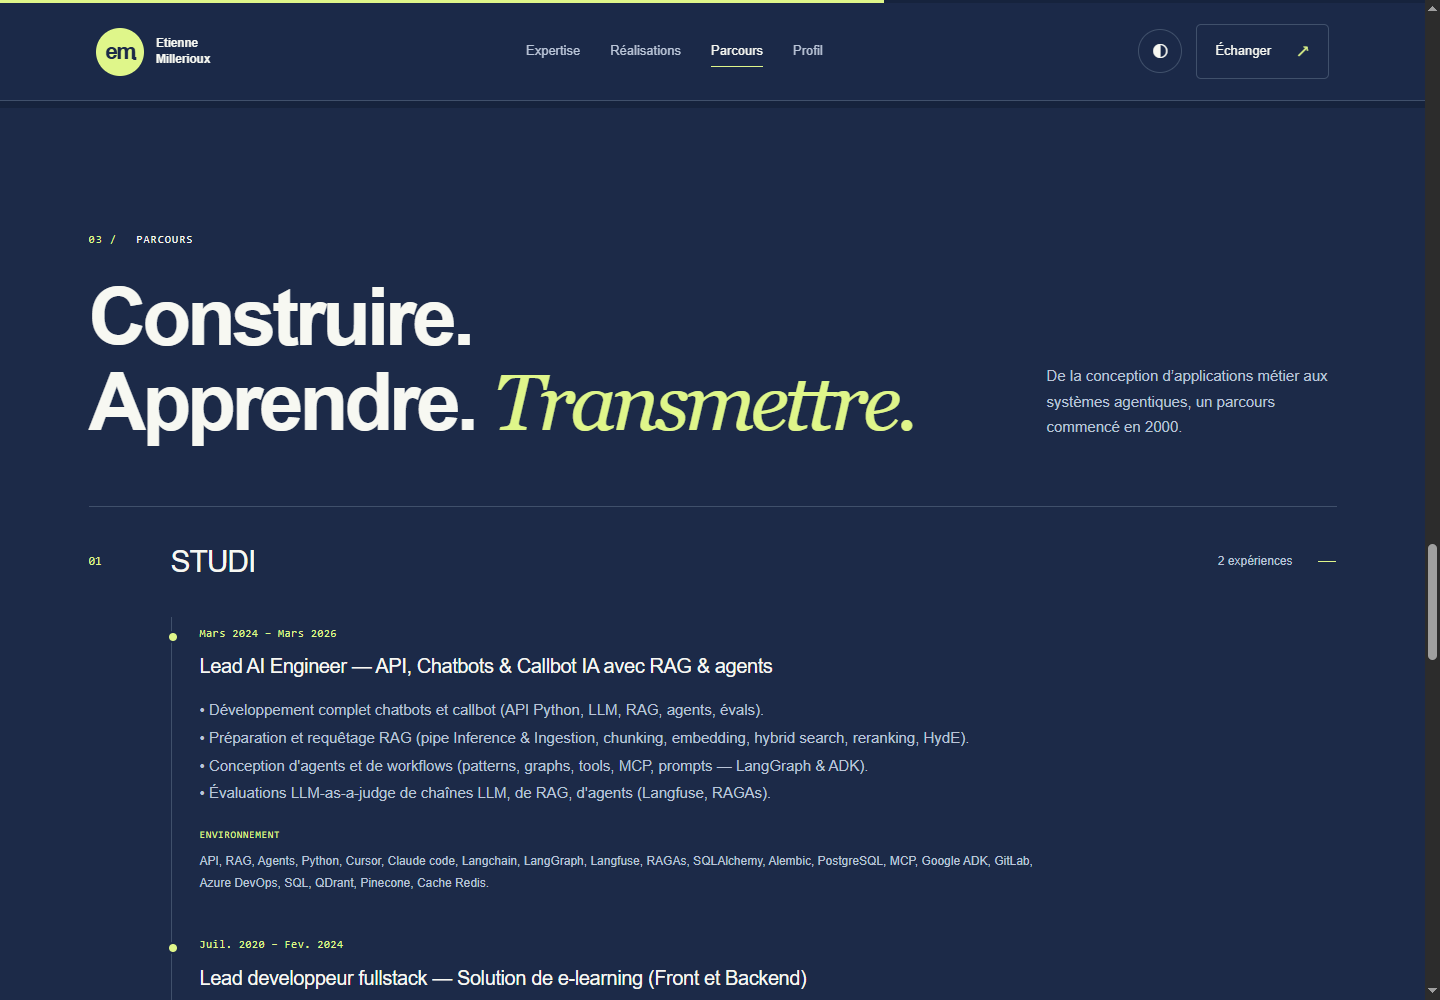 em
Etienne
Millerioux
Expertise
Réalisations
Parcours
Profil
Échanger ↗
03 / PARCOURS
Construire.
Apprendre. Transmettre.
De la conception d’applications métier aux
systèmes agentiques, un parcours
commencé en 2000.
01
STUDI
2 expériences —
Mars 2024 – Mars 2026
Lead AI Engineer — API, Chatbots & Callbot IA avec RAG & agents
• Développement complet chatbots et callbot (API Python, LLM, RAG, agents, évals).
• Préparation et requêtage RAG (pipe Inference & Ingestion, chunking, embedding, hybrid search, reranking, HydE).
• Conception d'agents et de workflows (patterns, graphs, tools, MCP, prompts — LangGraph & ADK).
• Évaluations LLM-as-a-judge de chaînes LLM, de RAG, d'agents (Langfuse, RAGAs).
ENVIRONNEMENT
API, RAG, Agents, Python, Cursor, Claude code, Langchain, LangGraph, Langfuse, RAGAs, SQLAlchemy, Alembic, PostgreSQL, MCP, Google ADK, GitLab,
Azure DevOps, SQL, QDrant, Pinecone, Cache Redis.
Juil. 2020 – Fev. 2024
Lead developpeur fullstack — Solution de e-learning (Front et Backend)